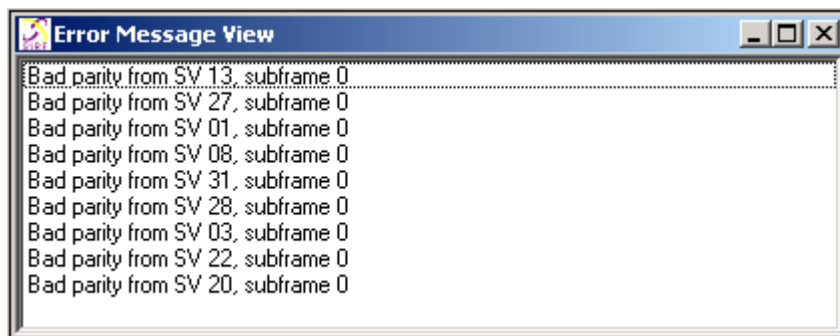 Error Message View
Bad parity from SV 13, subframe 0
Bad parity from SV 27, subframe 0
Bad parity from SV 01, subframe 0
Bad parity from SV 08, subframe 0
Bad parity from SV 31, subframe 0
Bad parity from SV 28, subframe 0
Bad parity from SV 03, subframe 0
Bad parity from SV 22, subframe 0
Bad parity from SV 20, subframe 0